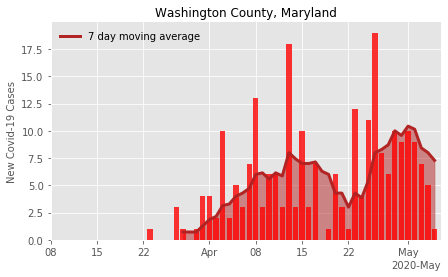 Washington County, Maryland
7 day moving average
New Covid-19 Cases
17.5
15.0
12.5
10.0
7.5
5.0
2.5
0.0
08 15 22 Apr 08 15 22 May
2020-May